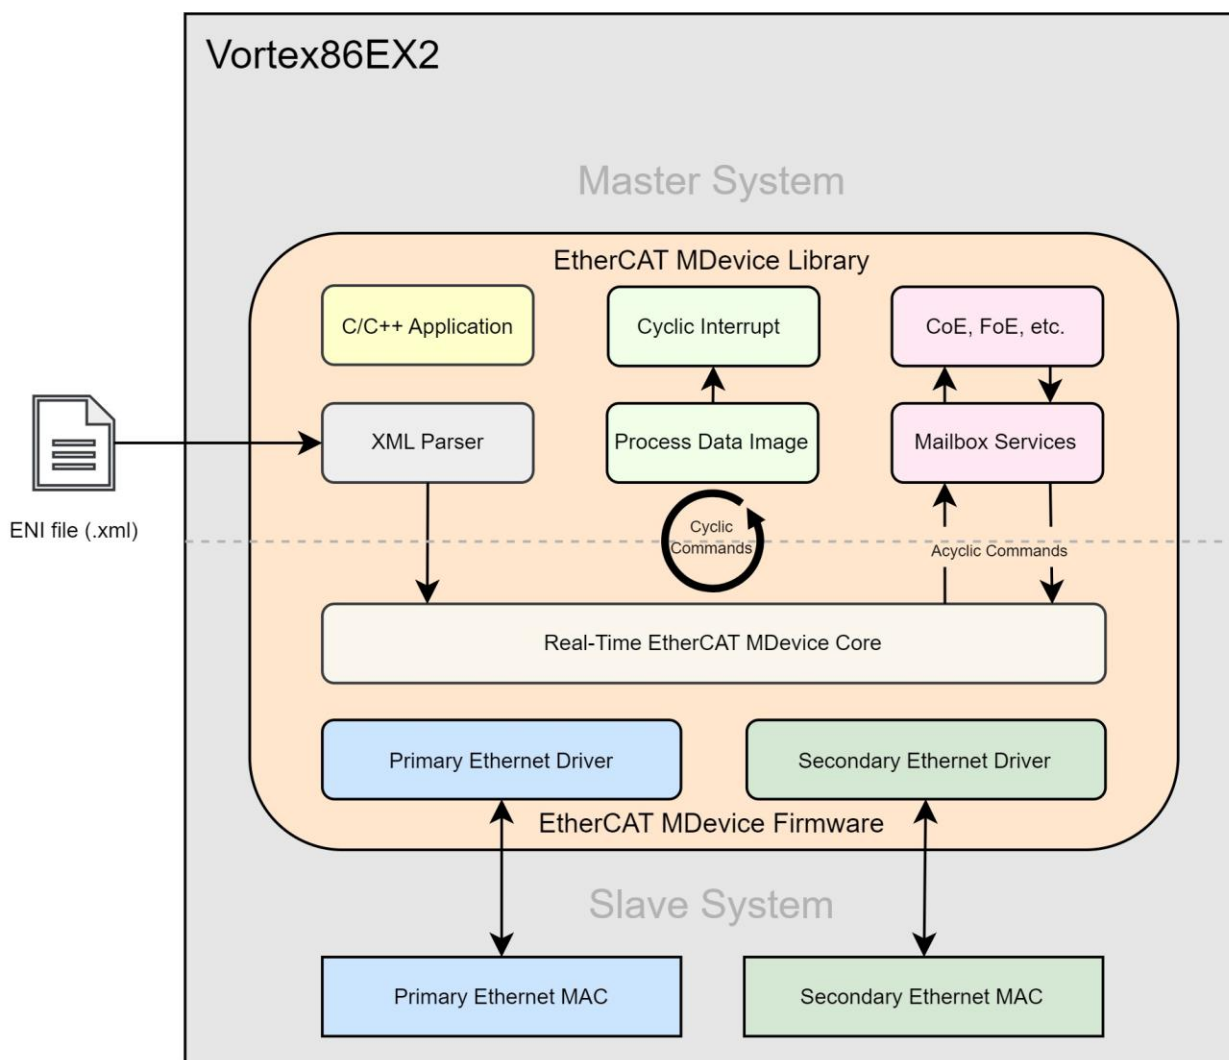 Vortex86EX2
Master System
EtherCAT MDevice Library
C/C++ Application
Cyclic Interrupt
CoE, FoE, etc.
XML Parser
Process Data Image
Mailbox Services
ENI file (.xml)
Cyclic
Commands
Acyclic Commands
Real-Time EtherCAT MDevice Core
Primary Ethernet Driver
Secondary Ethernet Driver
EtherCAT MDevice Firmware
Slave System
Primary Ethernet MAC
Secondary Ethernet MAC